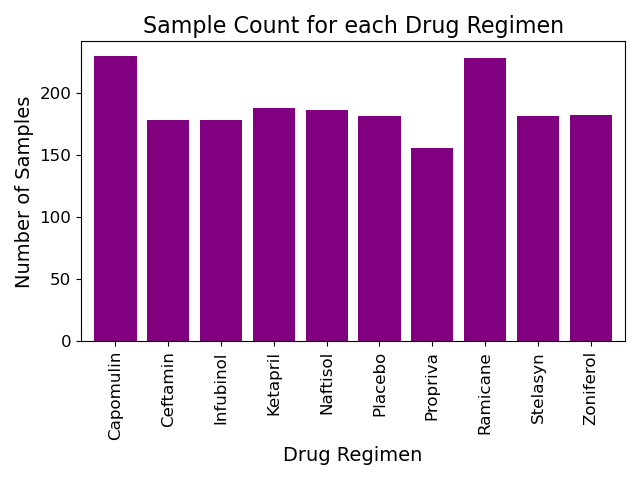 Sample Count for each Drug Regimen
Number of Samples
200
150
100
50
0
Capomulin
Ceftamin
Infubinol
Ketapril
Naftisol
Placebo
Propriva
Ramicane
Stelasyn
Zoniferol
Drug Regimen